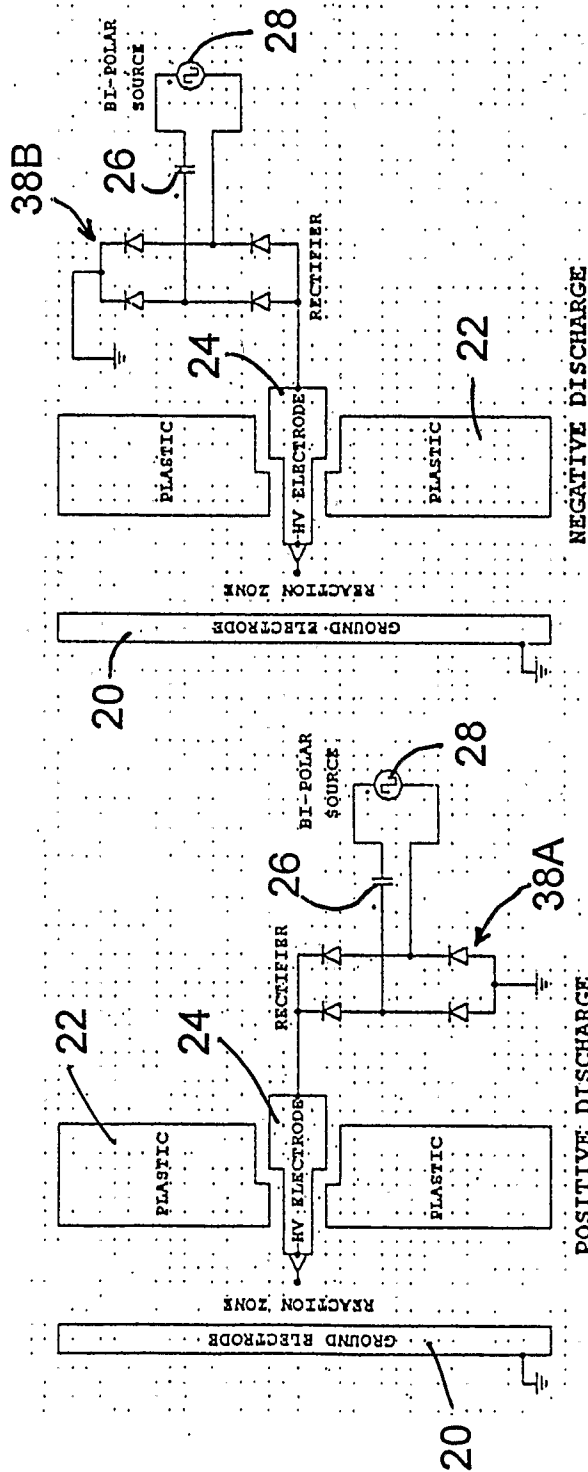 38B
BI-POLAR
SOURCE
28
26
RECTIFIER
24
PLASTIC
HV ELECTRODE
PLASTIC
22
REACTION ZONE
GROUND ELECTRODE
20
NEGATIVE DISCHARGE
22
24
PLASTIC
HV ELECTRODE
PLASTIC
RECTIFIER
26
BI-POLAR
SOURCE
28
38A
REACTION ZONE
GROUND ELECTRODE
20
POSITIVE DISCHARGE